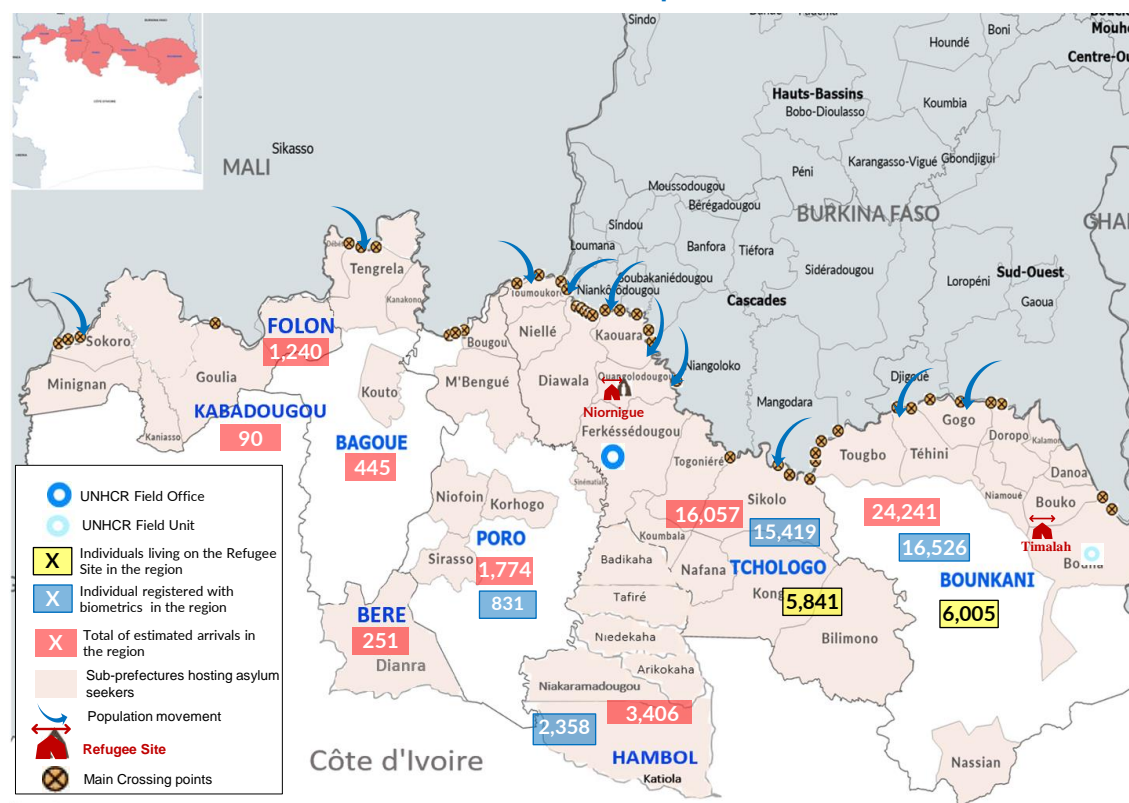 Sindo
Houndé
Boni
Mouho
Centre-Ou
Hauts-Bassins
Bobo-Dioulasso
Koumbia
Sikasso
MALI
Péni
Karangasso-Vigué
Gbondjigui
Moussodougou
Bérégadougou
BURKINA FASO
GHA
Sindou
Loumana
Banfora
Tiéfora
Tengrela
Soubakaniédougou
Sidéradougou
Sud-Ouest
Loropéni
Gaoua
Toumoukoro
Niankorodougou
Kanakono
Cascades
FOLON
1,240
Sokoro
Bougou
Niellé
Kaouara
Niangoloko
Minignan
Goulia
Kouto
M'Bengué
Diawala
Ouangolodougou
Djigoué
KABADOUGOU
90
Niornigue
Mangodara
Gogo
Kaniasso
BAGOUE
445
Ferkéssédougou
Doropo
Kalamon
Tougbo
Téhini
Togoniéré
Danoa
UNHCR Field Office
UNHCR Field Unit
Individuals living on the Refugee
X
Site in the region
Individual registered with
X
biometrics in the region
Total of estimated arrivals in
X
the region
Sub-prefectures hosting asylum
seekers
Population movement
Refugee Site
Main Crossing points
Niofoin
Korhogo
Sinématiali
Sikolo
Niamoué
Bouko
16,057
15,419
24,241
16,526
Timalah
Bouna
PORO
1,774
831
Sirasso
Koumbala
Badikaha
Nafana
TCHOLOGO
BOUNKANI
Kong
5,841
6,005
Tafiré
BERE
251
Dianra
Niedekaha
Bilimono
Arikokaha
Niakaramadougou
3,406
2,358
HAMBOL
Katiola
Côte d'Ivoire
Nassian